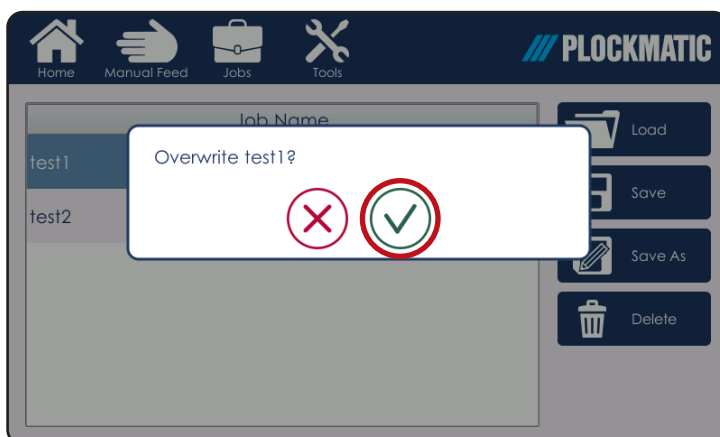 PLOCKMATIC
Home
Manual Feed
Jobs
Tools
Job Name
test1
test2
Overwrite test1?
Load
Save
Save As
Delete